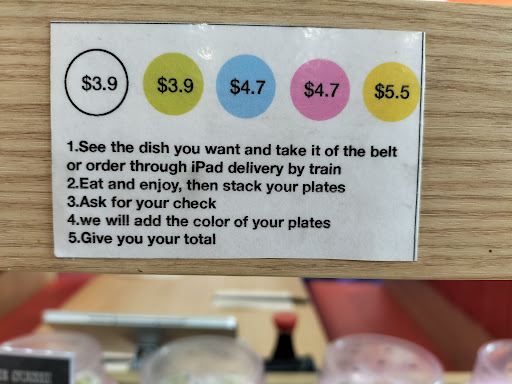 $3.9 $3.9 $4.7 $4.7 $5.5
1.See the dish you want and take it of the belt
or order through iPad delivery by train
2.Eat and enjoy, then stack your plates
3.Ask for your check
4.we will add the color of your plates
5.Give you your total
SUSHI